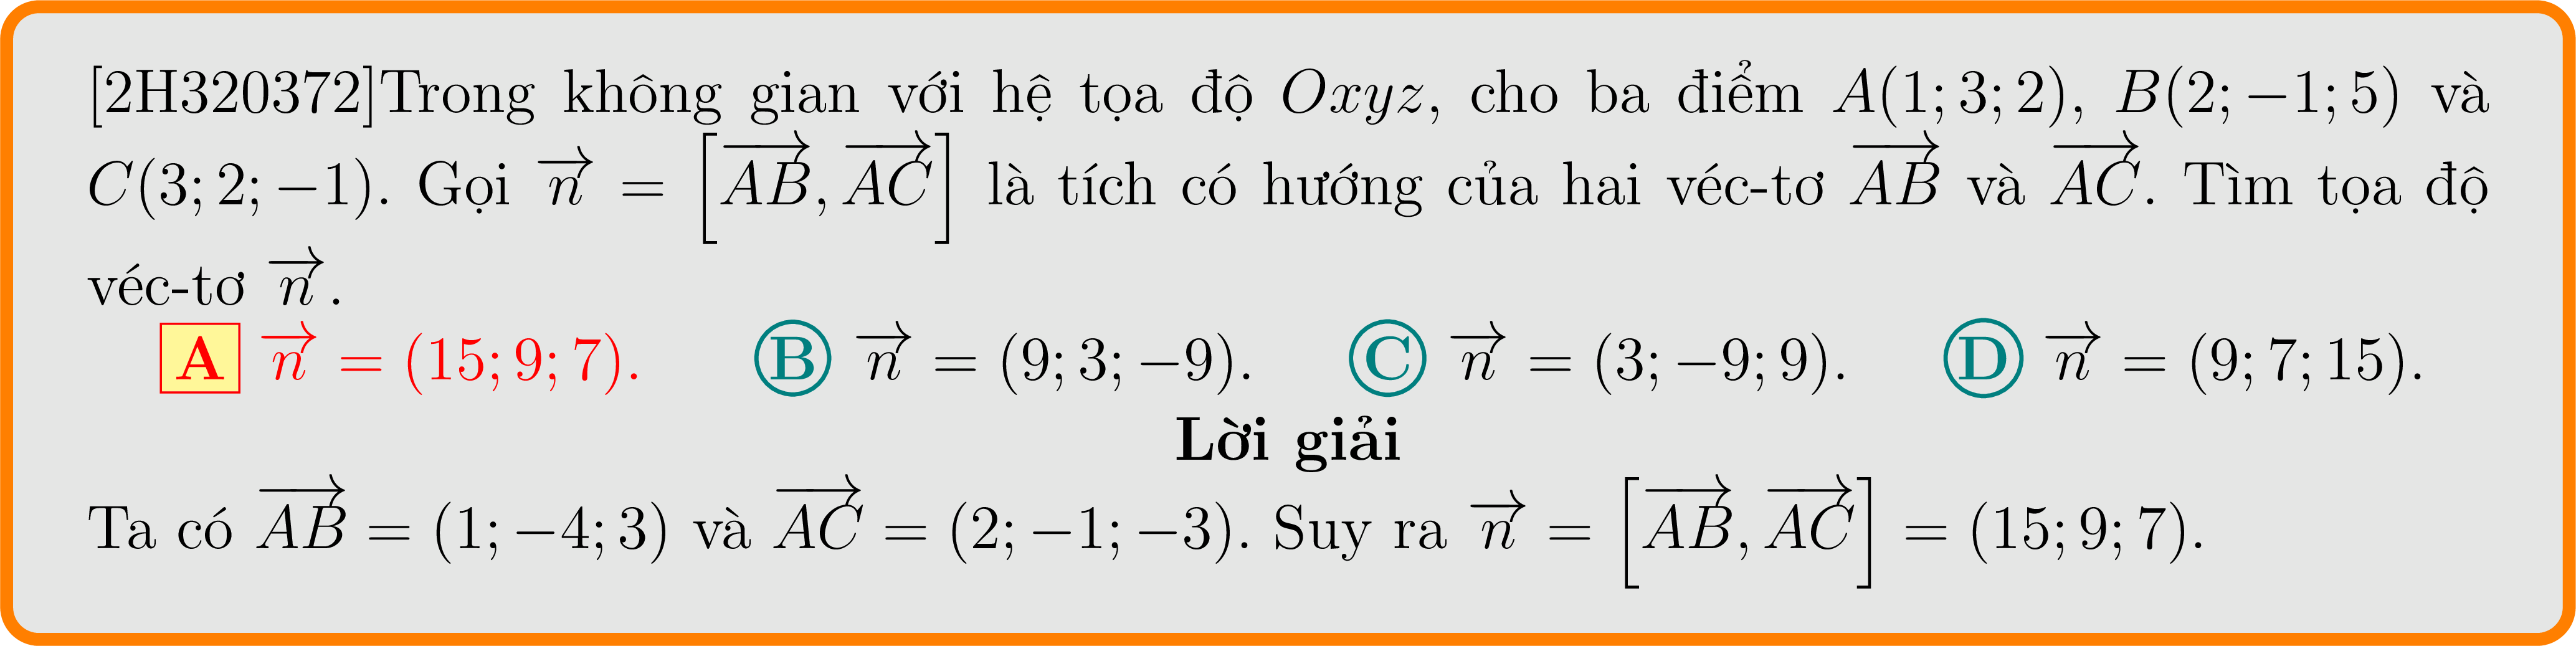 [2H320372]Trong không gian với hệ tọa độ Oxyz, cho ba điểm A(1; 3; 2), B(2; −1; 5) và
C(3; 2; −1). Gọi $\overrightarrow{n} = \left[\overrightarrow{AB}, \overrightarrow{AC}\right]$ là tích có hướng của hai véc-tơ $\overrightarrow{AB}$ và $\overrightarrow{AC}$. Tìm tọa độ
véc-tơ $\overrightarrow{n}$.
A $\overrightarrow{n}$ = (15; 9; 7). B $\overrightarrow{n}$ = (9; 3; −9). C $\overrightarrow{n}$ = (3; −9; 9). D $\overrightarrow{n}$ = (9; 7; 15).
Lời giải
Ta có $\overrightarrow{AB}$ = (1; −4; 3) và $\overrightarrow{AC}$ = (2; −1; −3). Suy ra $\overrightarrow{n} = \left[\overrightarrow{AB}, \overrightarrow{AC}\right]$ = (15; 9; 7).